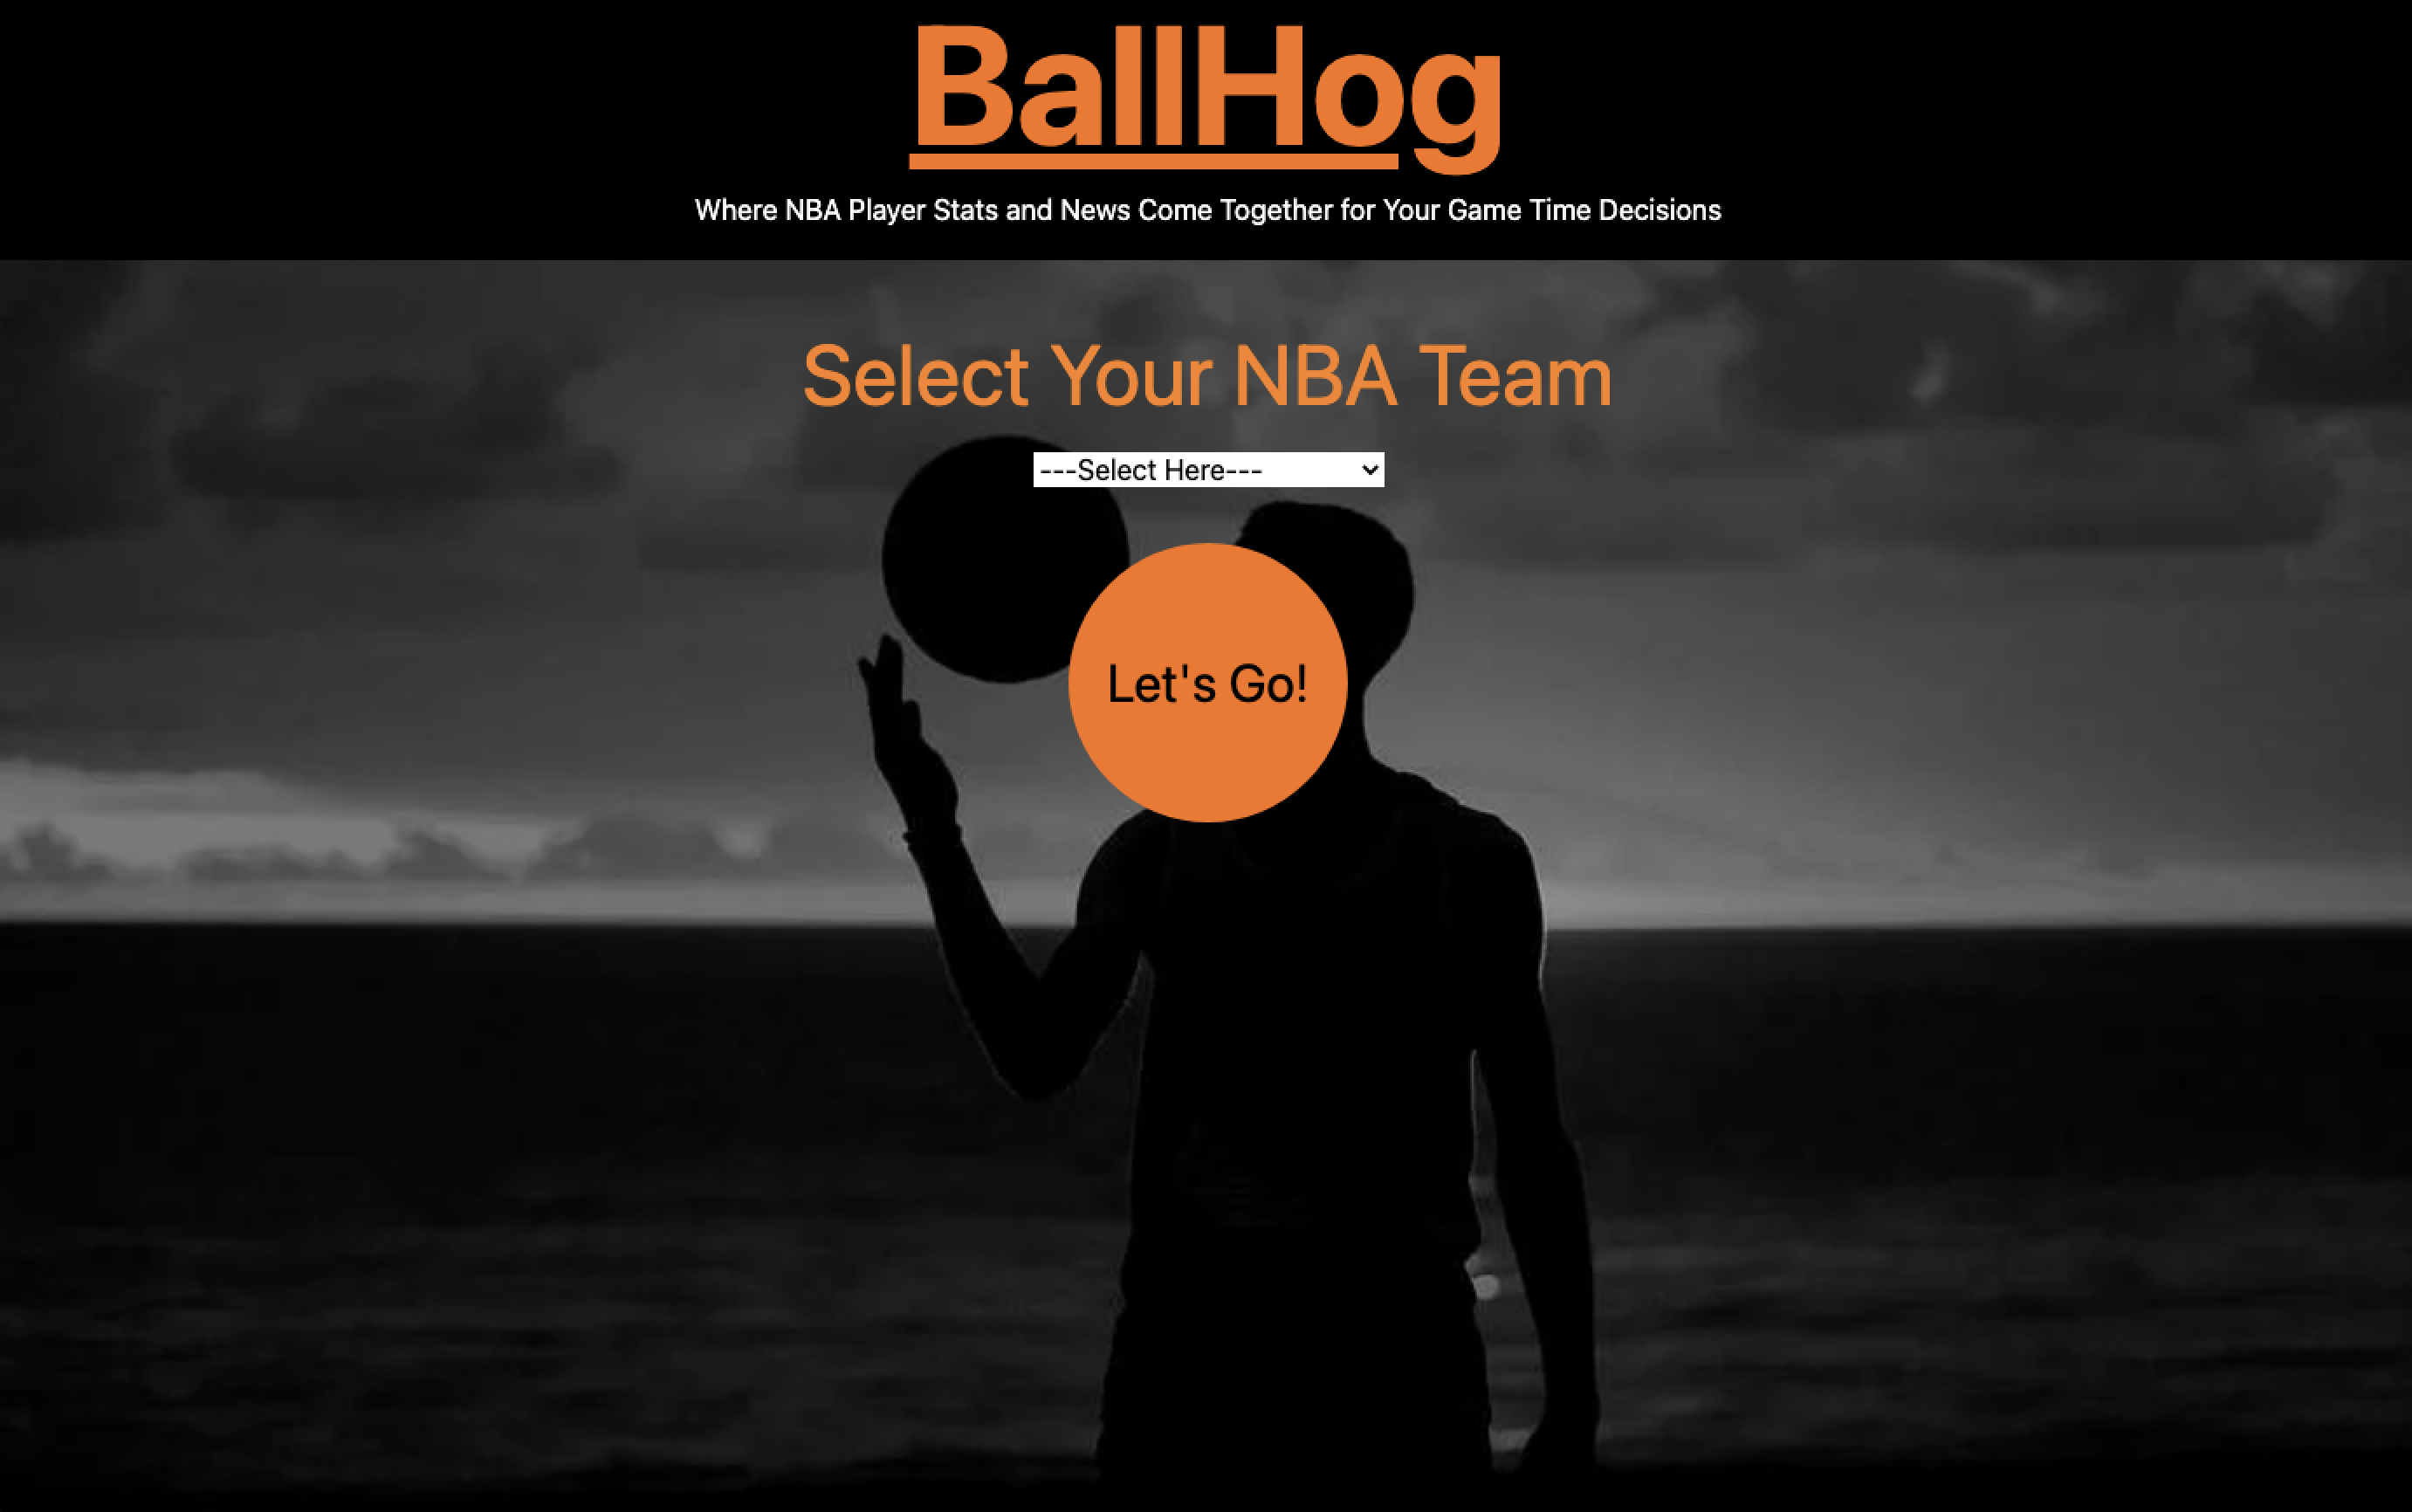 BallHog
Where NBA Player Stats and News Come Together for Your Game Time Decisions
Select Your NBA Team
---Select Here---
Let's Go!